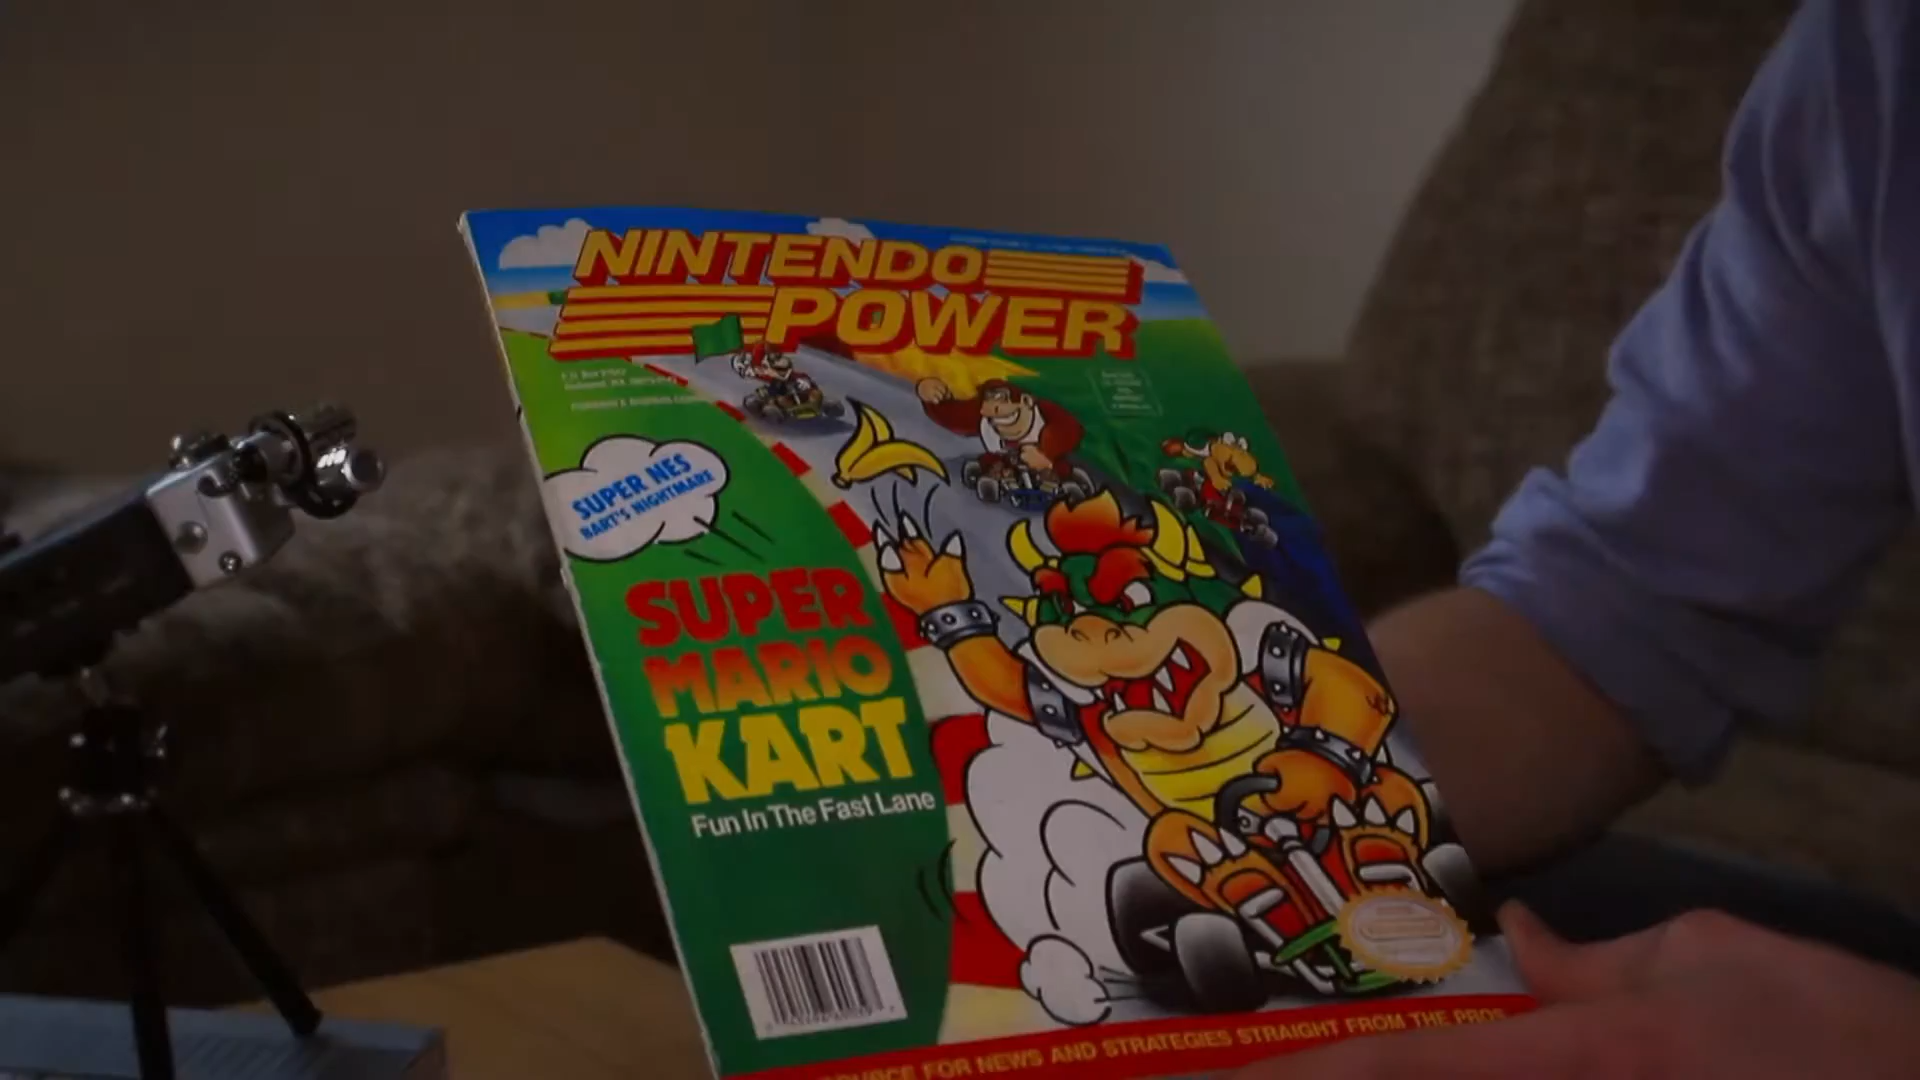 NINTENDO
POWER
SUPER NES
BART'S NIGHTMARE
SUPER
MARIO
KART
Fun In The Fast Lane
FOR NEWS AND STRATEGIES STRAIGHT FROM THE PROS